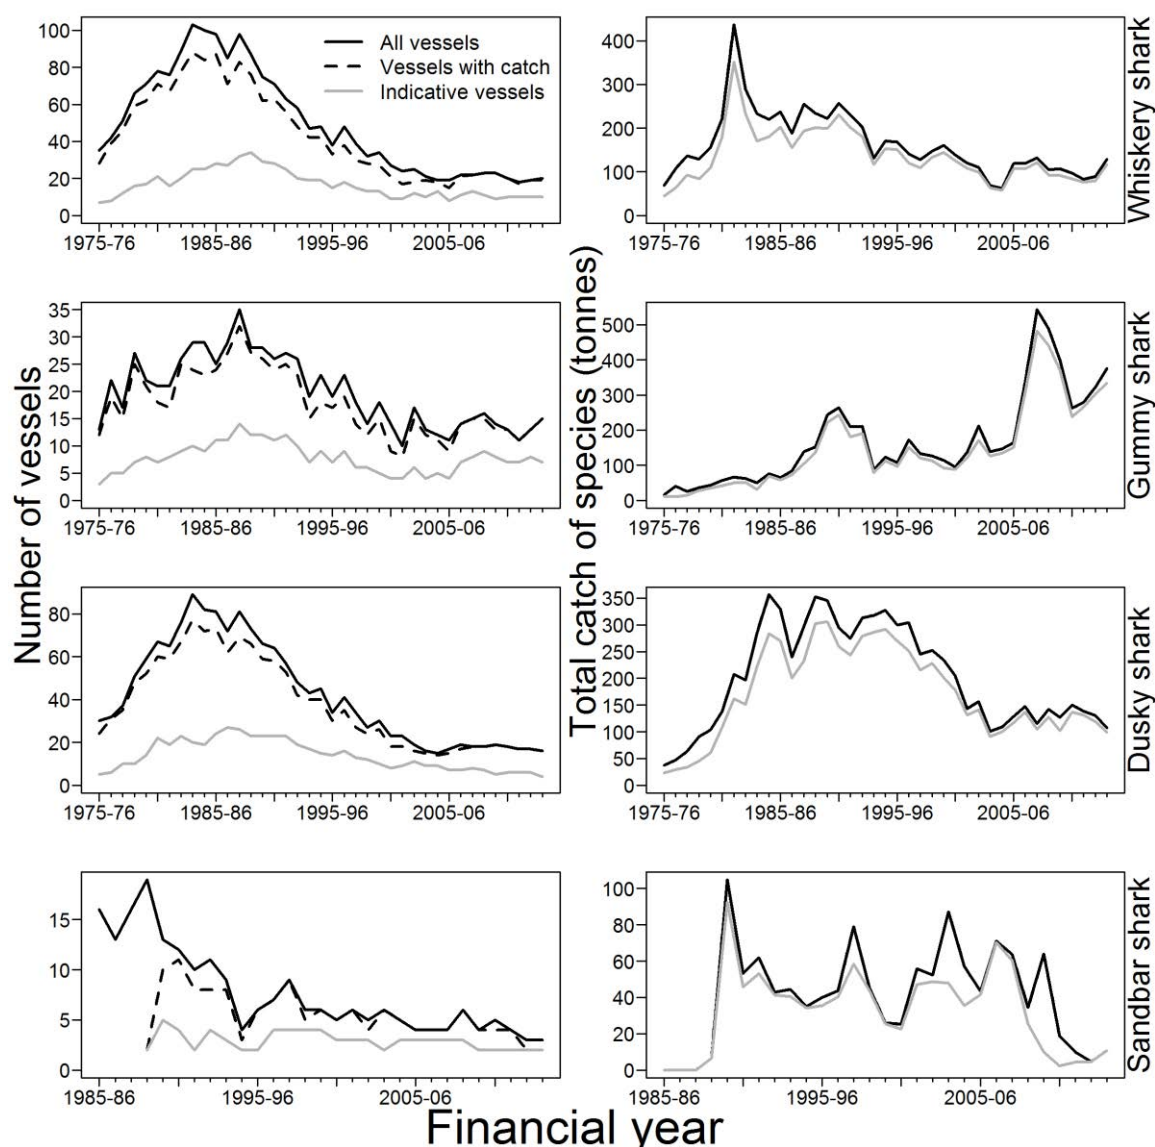 All vessels
Vessels with catch
Indicative vessels
100
80
60
40
20
0
1975-76 1985-86 1995-96 2005-06
400
300
200
100
0
1975-76 1985-86 1995-96 2005-06
Whiskery shark
35
30
25
20
15
10
5
0
1975-76 1985-86 1995-96 2005-06
500
400
300
200
100
0
1975-76 1985-86 1995-96 2005-06
Gummy shark
Number of vessels
Total catch of species (tonnes)
80
60
40
20
0
1975-76 1985-86 1995-96 2005-06
350
300
250
200
150
100
50
0
1975-76 1985-86 1995-96 2005-06
Dusky shark
15
10
5
0
1985-86 1995-96 2005-06
100
80
60
40
20
0
1985-86 1995-96 2005-06
Sandbar shark
Financial year